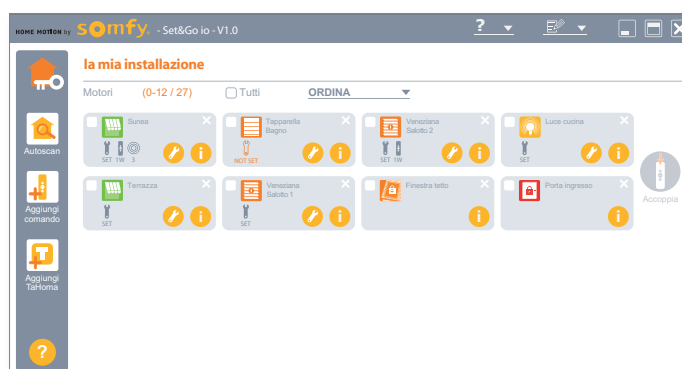 HOME MOTION by somfy. - Set&Go io - V1.0 ?
la mia installazione
Motori (0-12 / 27) Tutti ORDINA
Sunea
SET 1W 3
Tapparella
Bagno
NOT SET
Veneziana
Salotto 2
SET 1W
Luce cucina
SET
Terrazza
SET
Veneziana
Salotto 1
SET
Finestra tetto
Porta ingresso
Autoscan
Aggiungi
comando
Aggiungi
TaHoma
?
Accoppia